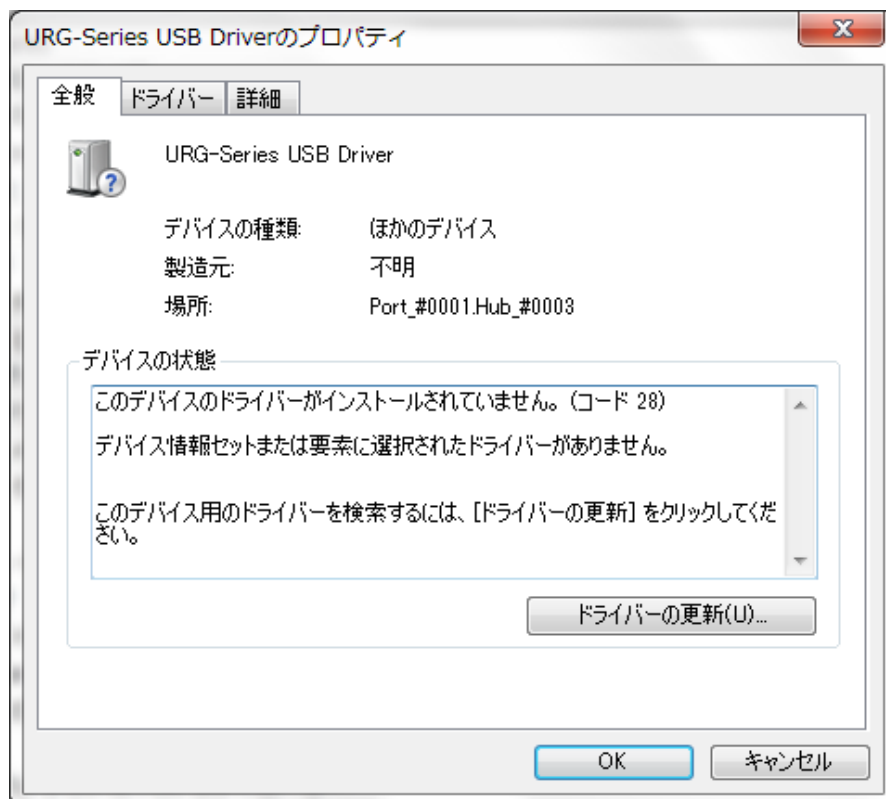 URG-Series USB Driverのプロパティ
全般 ドライバー 詳細
URG-Series USB Driver
デバイスの種類: ほかのデバイス
製造元: 不明
場所: Port_#0001.Hub_#0003
デバイスの状態
このデバイスのドライバーがインストールされていません。(コード 28)
デバイス情報セットまたは要素に選択されたドライバーがありません。
このデバイス用のドライバーを検索するには、[ドライバーの更新] をクリックしてくだ
さい。
ドライバーの更新(U)...
OK キャンセル